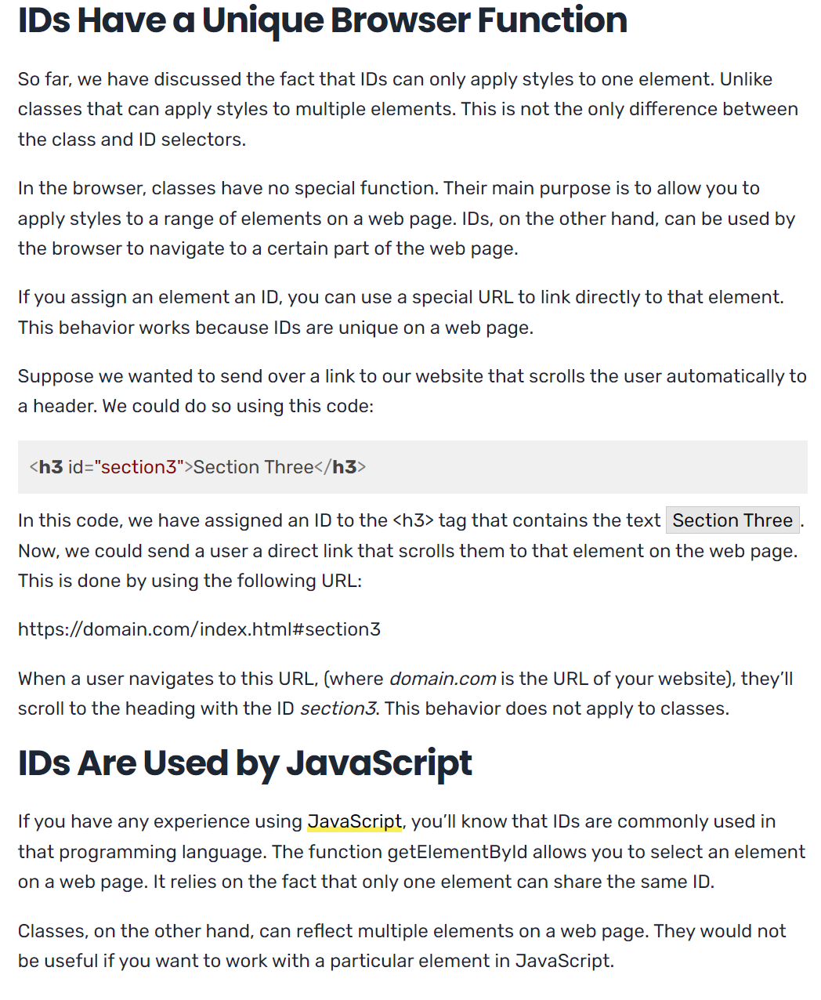 IDs Have a Unique Browser Function
So far, we have discussed the fact that IDs can only apply styles to one element. Unlike
classes that can apply styles to multiple elements. This is not the only difference between
the class and ID selectors.
In the browser, classes have no special function. Their main purpose is to allow you to
apply styles to a range of elements on a web page. IDs, on the other hand, can be used by
the browser to navigate to a certain part of the web page.
If you assign an element an ID, you can use a special URL to link directly to that element.
This behavior works because IDs are unique on a web page.
Suppose we wanted to send over a link to our website that scrolls the user automatically to
a header. We could do so using this code:
<h3 id="section3">Section Three</h3>
In this code, we have assigned an ID to the <h3> tag that contains the text Section Three.
Now, we could send a user a direct link that scrolls them to that element on the web page.
This is done by using the following URL:
https://domain.com/index.html#section3
When a user navigates to this URL, (where domain.com is the URL of your website), they’ll
scroll to the heading with the ID section3. This behavior does not apply to classes.
IDs Are Used by JavaScript
If you have any experience using JavaScript, you’ll know that IDs are commonly used in
that programming language. The function getElementById allows you to select an element
on a web page. It relies on the fact that only one element can share the same ID.
Classes, on the other hand, can reflect multiple elements on a web page. They would not
be useful if you want to work with a particular element in JavaScript.